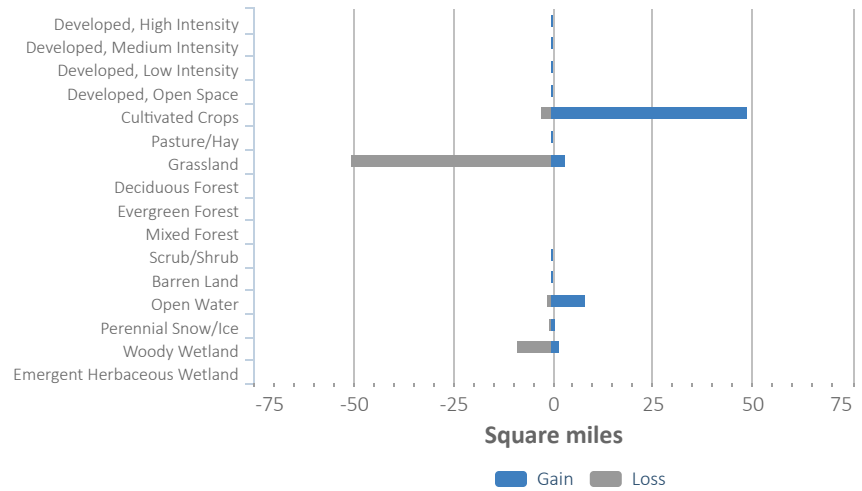 Developed, High Intensity
Developed, Medium Intensity
Developed, Low Intensity
Developed, Open Space
Cultivated Crops
Pasture/Hay
Grassland
Deciduous Forest
Evergreen Forest
Mixed Forest
Scrub/Shrub
Barren Land
Open Water
Perennial Snow/Ice
Woody Wetland
Emergent Herbaceous Wetland
-75 -50 -25 0 25 50 75
Square miles
Gain Loss